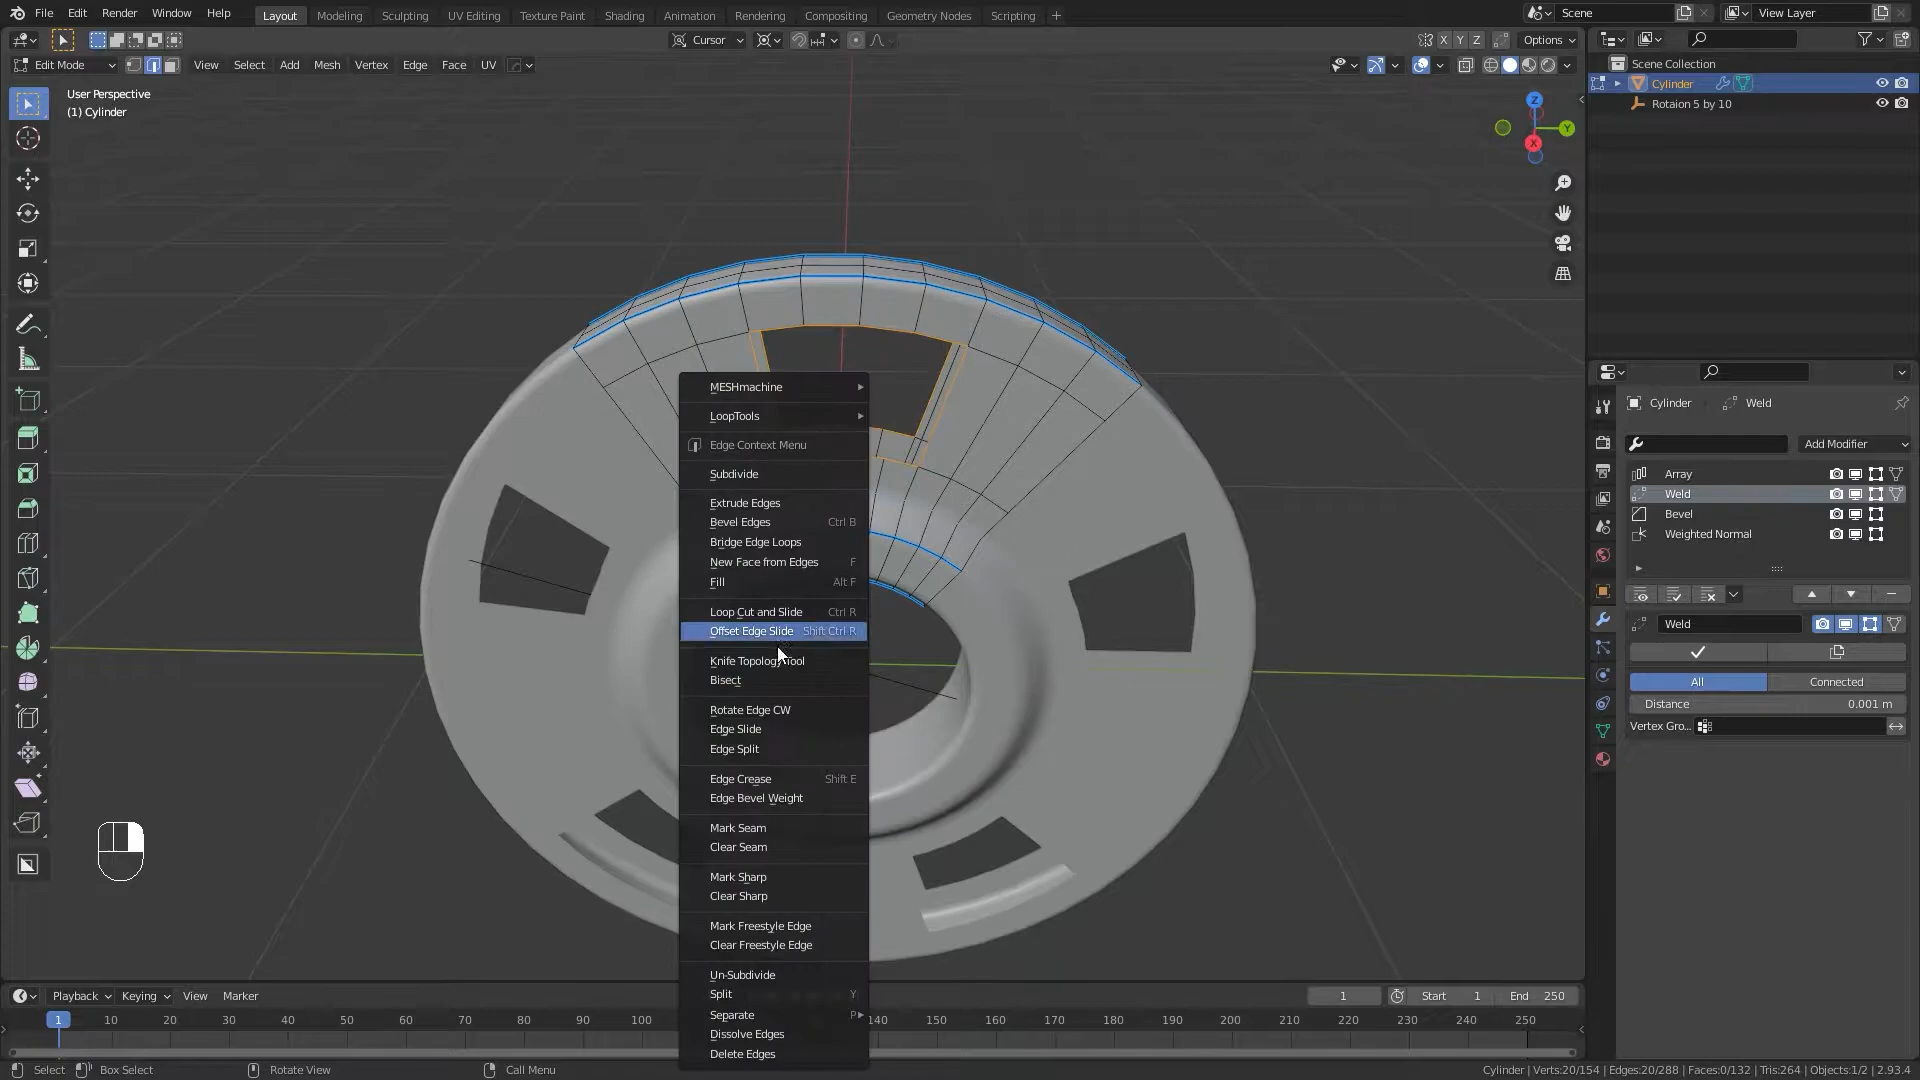 File Edit Render Window Help Layout Modeling Sculpting UV Editing Texture Paint Shading Animation Rendering Compositing Geometry Nodes Scripting + Scene View Layer
Cursor X Y Z Options
Edit Mode View Select Add Mesh Vertex Edge Face UV
User Perspective
(1) Cylinder
Z
Y
X
Scene Collection
Cylinder
Rotaion 5 by 10
MESHmachine
LoopTools
Edge Context Menu
Subdivide
Extrude Edges
Bevel Edges Ctrl B
Bridge Edge Loops
New Face from Edges F
Fill Alt F
Loop Cut and Slide Ctrl R
Offset Edge Slide Shift Ctrl R
Knife Topology Tool
Bisect
Rotate Edge CW
Edge Slide
Edge Split
Edge Crease Shift E
Edge Bevel Weight
Mark Seam
Clear Seam
Mark Sharp
Clear Sharp
Mark Freestyle Edge
Clear Freestyle Edge
Un-Subdivide
Split Y
Separate P
Dissolve Edges
Delete Edges
Cylinder Weld
Add Modifier
Array
Weld
Bevel
Weighted Normal
Weld
All Connected
Distance 0.001 m
Vertex Gro...
Playback Keying View Marker 1 Start 1 End 250
1 10 20 30 40 50 60 70 80 90 100 140 150 160 170 180 190 200 210 220 230 240 250
Select Box Select Rotate View Call Menu Cylinder | Verts:20/154 | Edges:20/288 | Faces:0/132 | Tris:264 | Objects:1/2 | 2.93.4